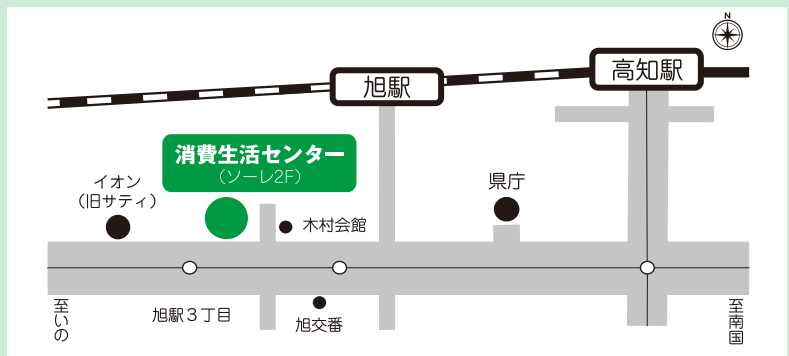 N
高知駅
旭駅
消費生活センター
（ソーレ2F）
イオン
（旧サティ）
県庁
木村会館
至いの
旭駅３丁目
旭交番
至南国